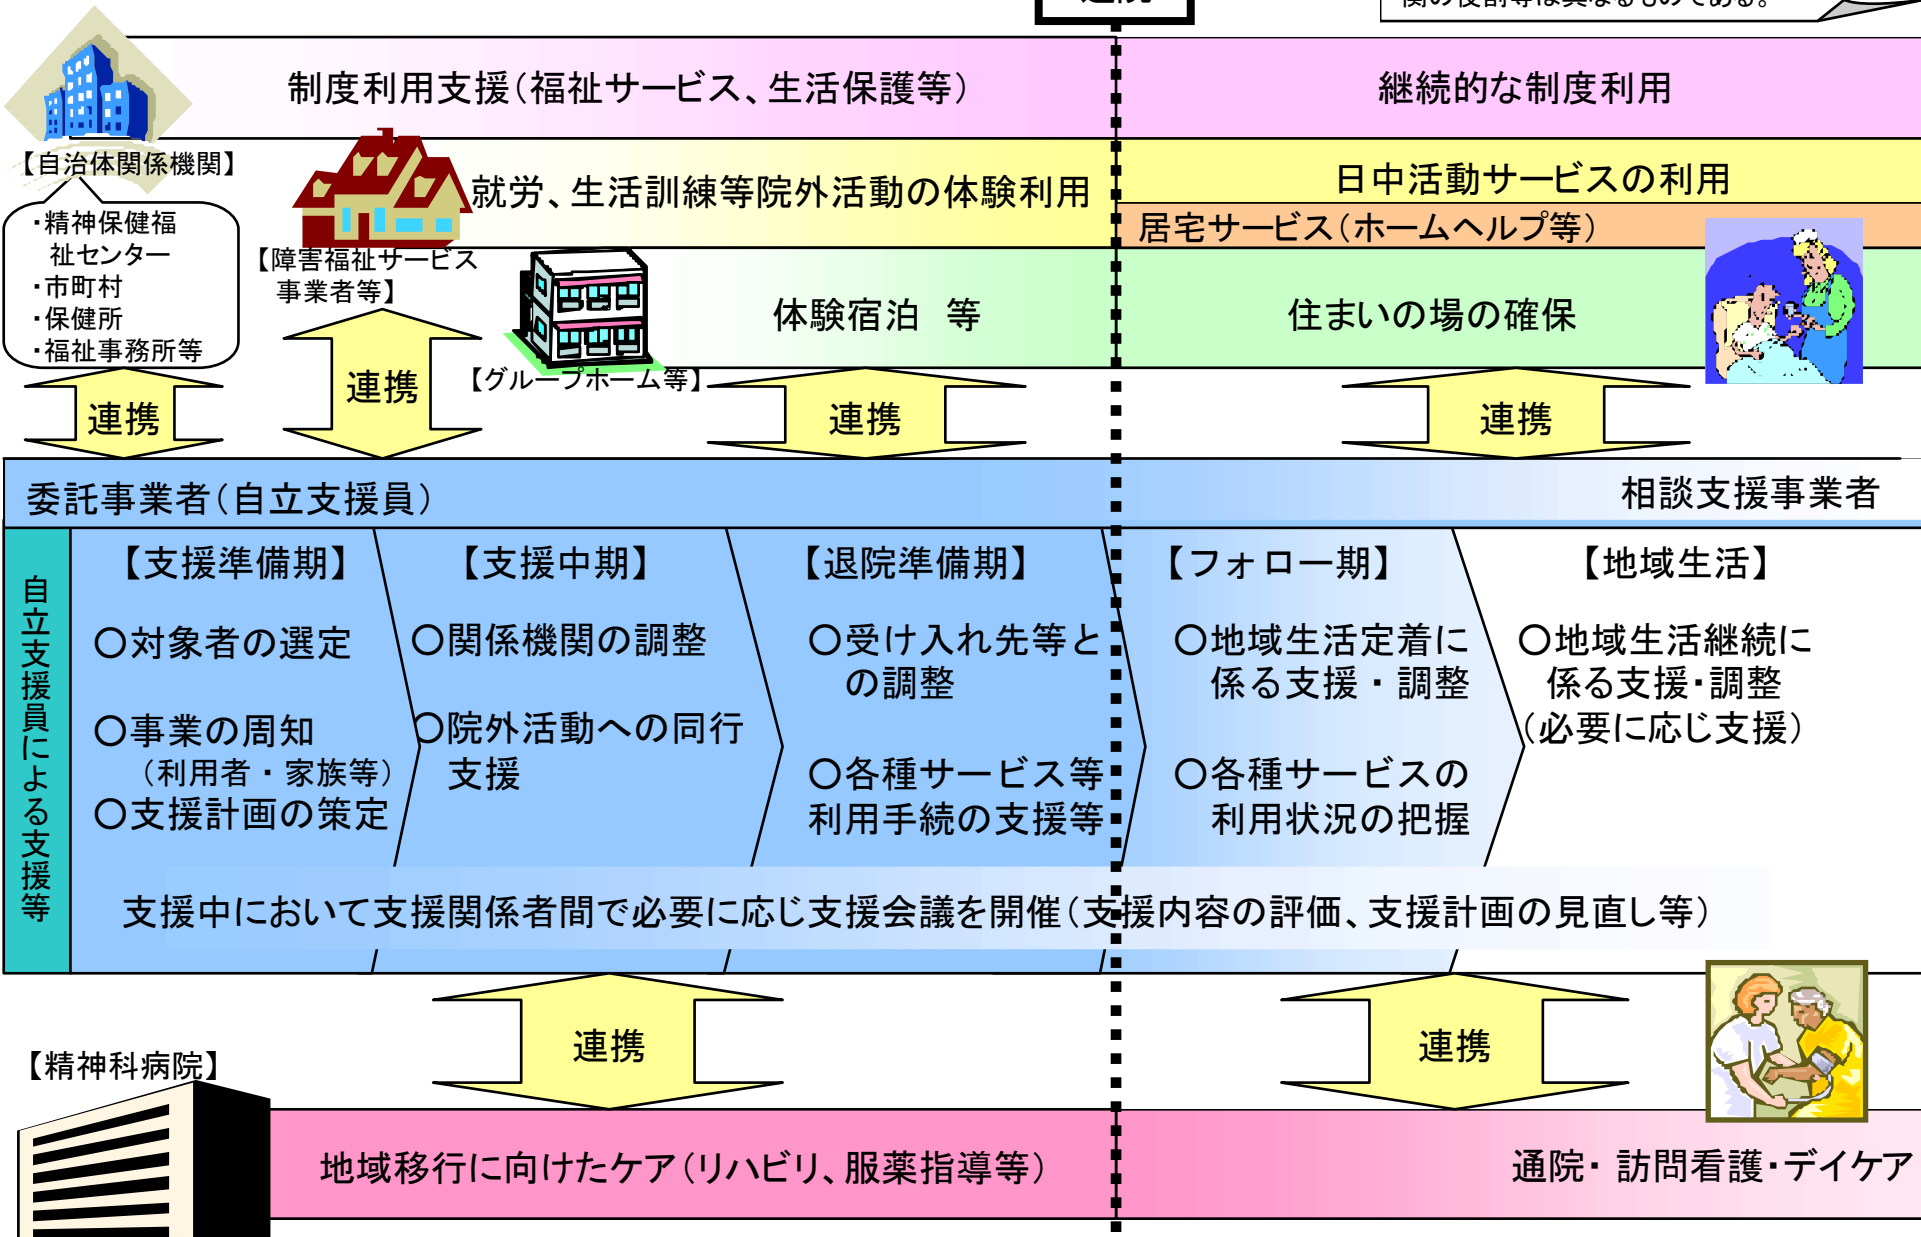 制度利用支援(福祉サービス、生活保護等)
継続的な制度利用
【自治体関係機関】
・精神保健福
祉センター
・市町村
・保健所
・福祉事務所等
就労、生活訓練等院外活動の体験利用
日中活動サービスの利用
居宅サービス(ホームヘルプ等)
【障害福祉サービス
事業者等】
体験宿泊 等
住まいの場の確保
【グループホーム等】
連携
連携
連携
連携
委託事業者(自立支援員)
相談支援事業者
自立支援員による支援等
【支援準備期】
○対象者の選定
○事業の周知
(利用者・家族等)
○支援計画の策定
【支援中期】
○関係機関の調整
○院外活動への同行
支援
【退院準備期】
○受け入れ先等と
の調整
○各種サービス等
利用手続の支援等
【フォロー期】
○地域生活定着に
係る支援・調整
○各種サービスの
利用状況の把握
【地域生活】
○地域生活継続に
係る支援・調整
(必要に応じ支援)
支援中において支援関係者間で必要に応じ支援会議を開催(支援内容の評価、支援計画の見直し等)
連携
連携
【精神科病院】
地域移行に向けたケア(リハビリ、服薬指導等)
通院・訪問看護・デイケア